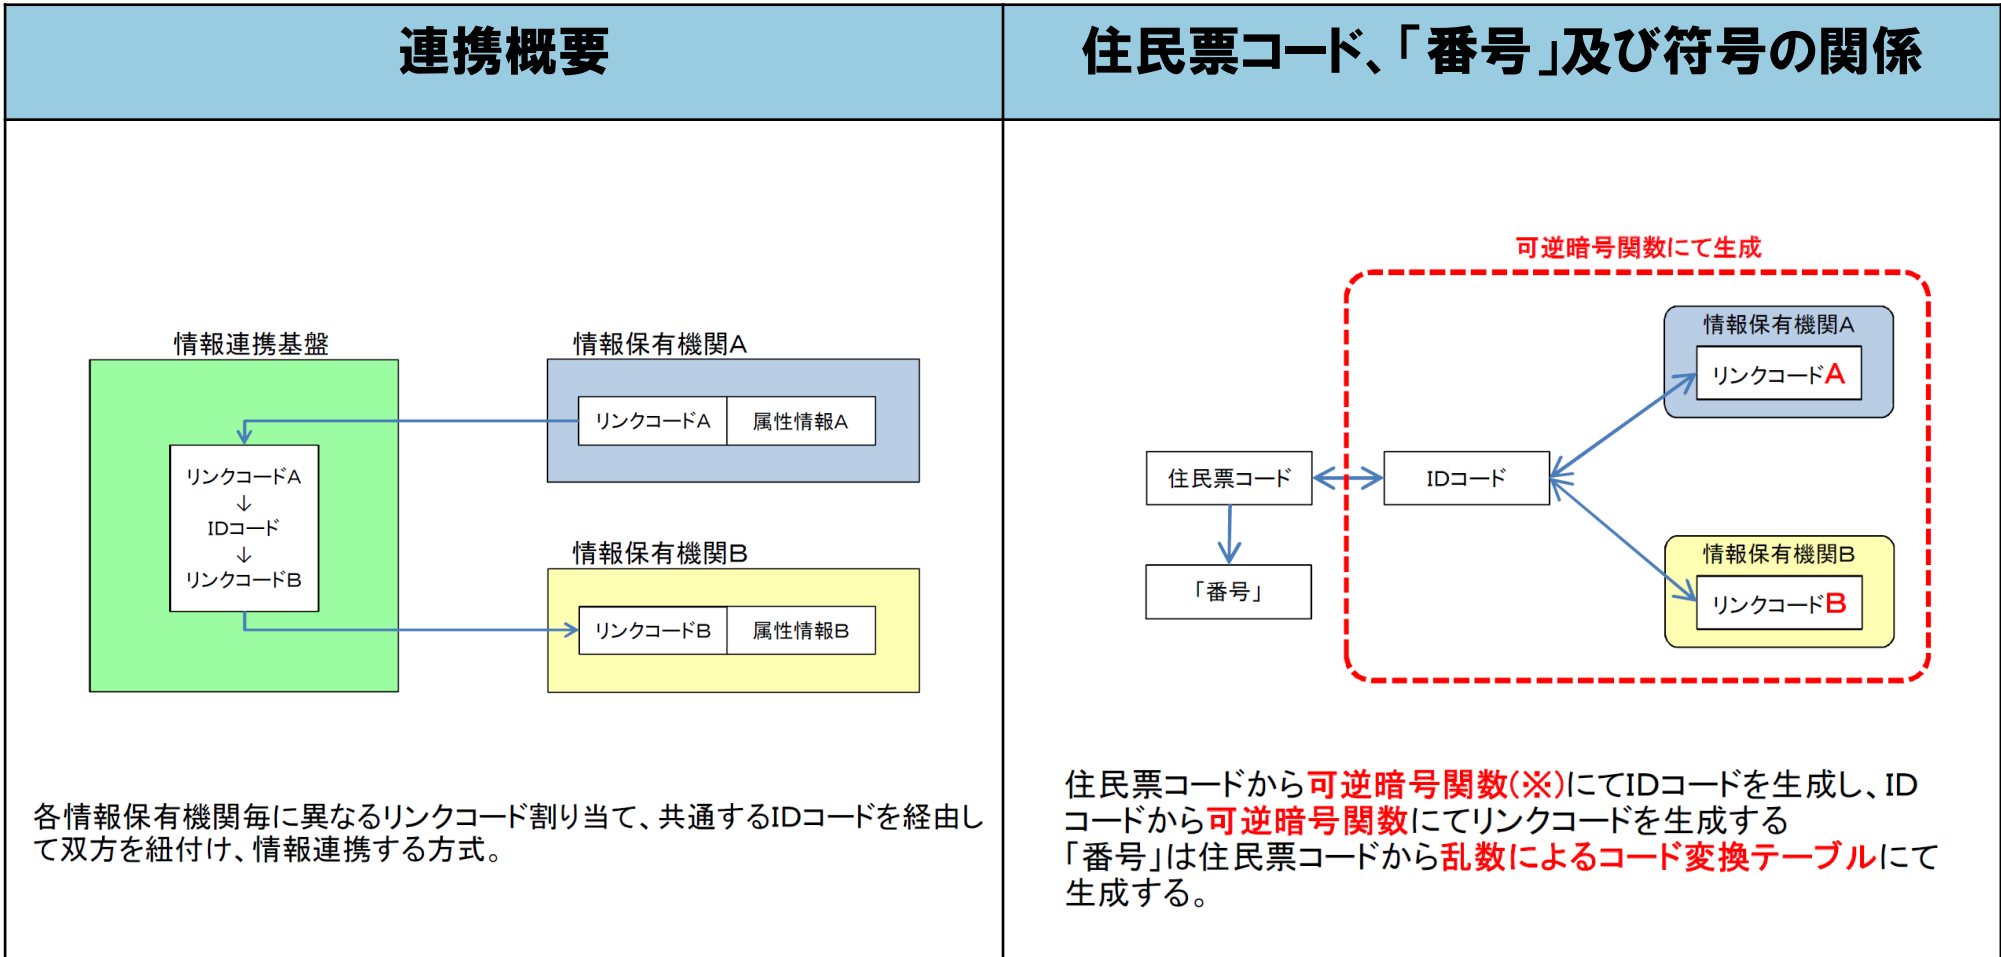 連携概要
住民票コード、「番号」及び符号の関係
情報連携基盤
リンクコードA
↓
IDコード
↓
リンクコードB
情報保有機関A
リンクコードA
属性情報A
情報保有機関B
リンクコードB
属性情報B
各情報保有機関毎に異なるリンクコード割り当て、共通するIDコードを経由し
て双方を紐付け、情報連携する方式。
可逆暗号関数にて生成
情報保有機関A
リンクコードA
住民票コード
IDコード
「番号」
情報保有機関B
リンクコードB
住民票コードから可逆暗号関数(※)にてIDコードを生成し、ID
コードから可逆暗号関数にてリンクコードを生成する
「番号」は住民票コードから乱数によるコード変換テーブルにて
生成する。